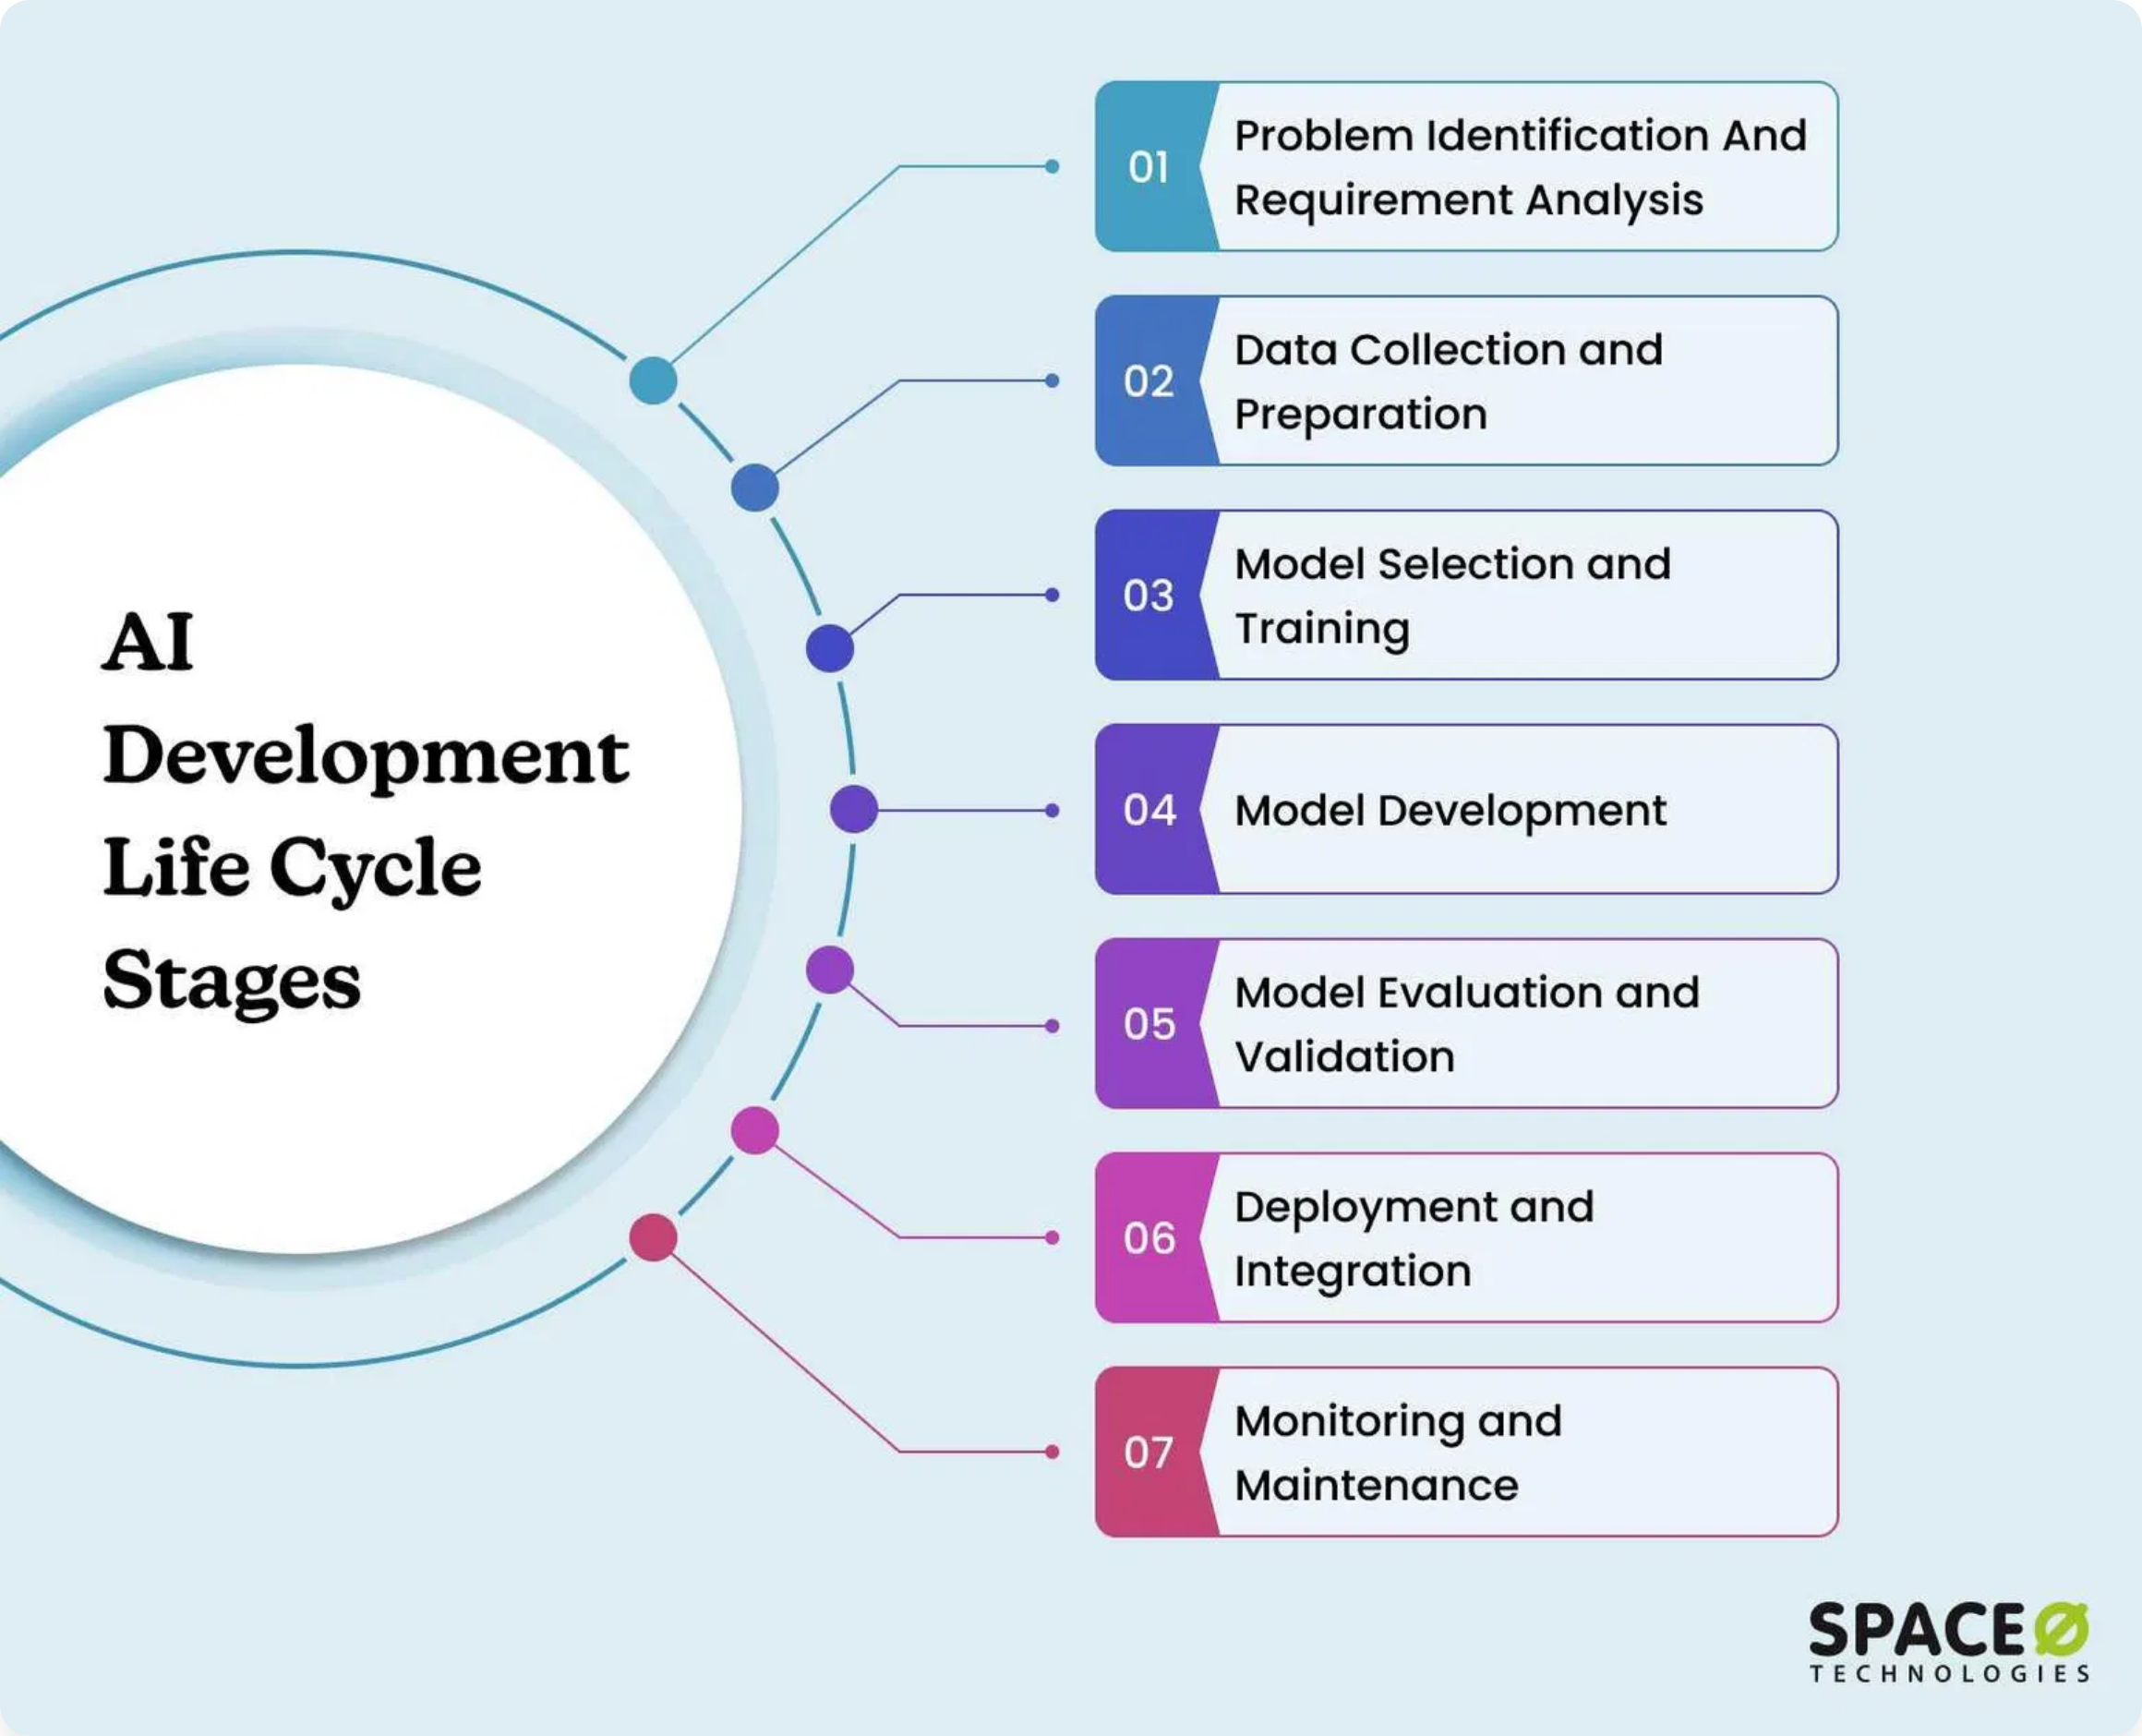 AI
Development
Life Cycle
Stages
01
Problem Identification And
Requirement Analysis
02
Data Collection and
Preparation
03
Model Selection and
Training
04
Model Development
05
Model Evaluation and
Validation
06
Deployment and
Integration
07
Monitoring and
Maintenance
SPACEO
TECHNOLOGIES